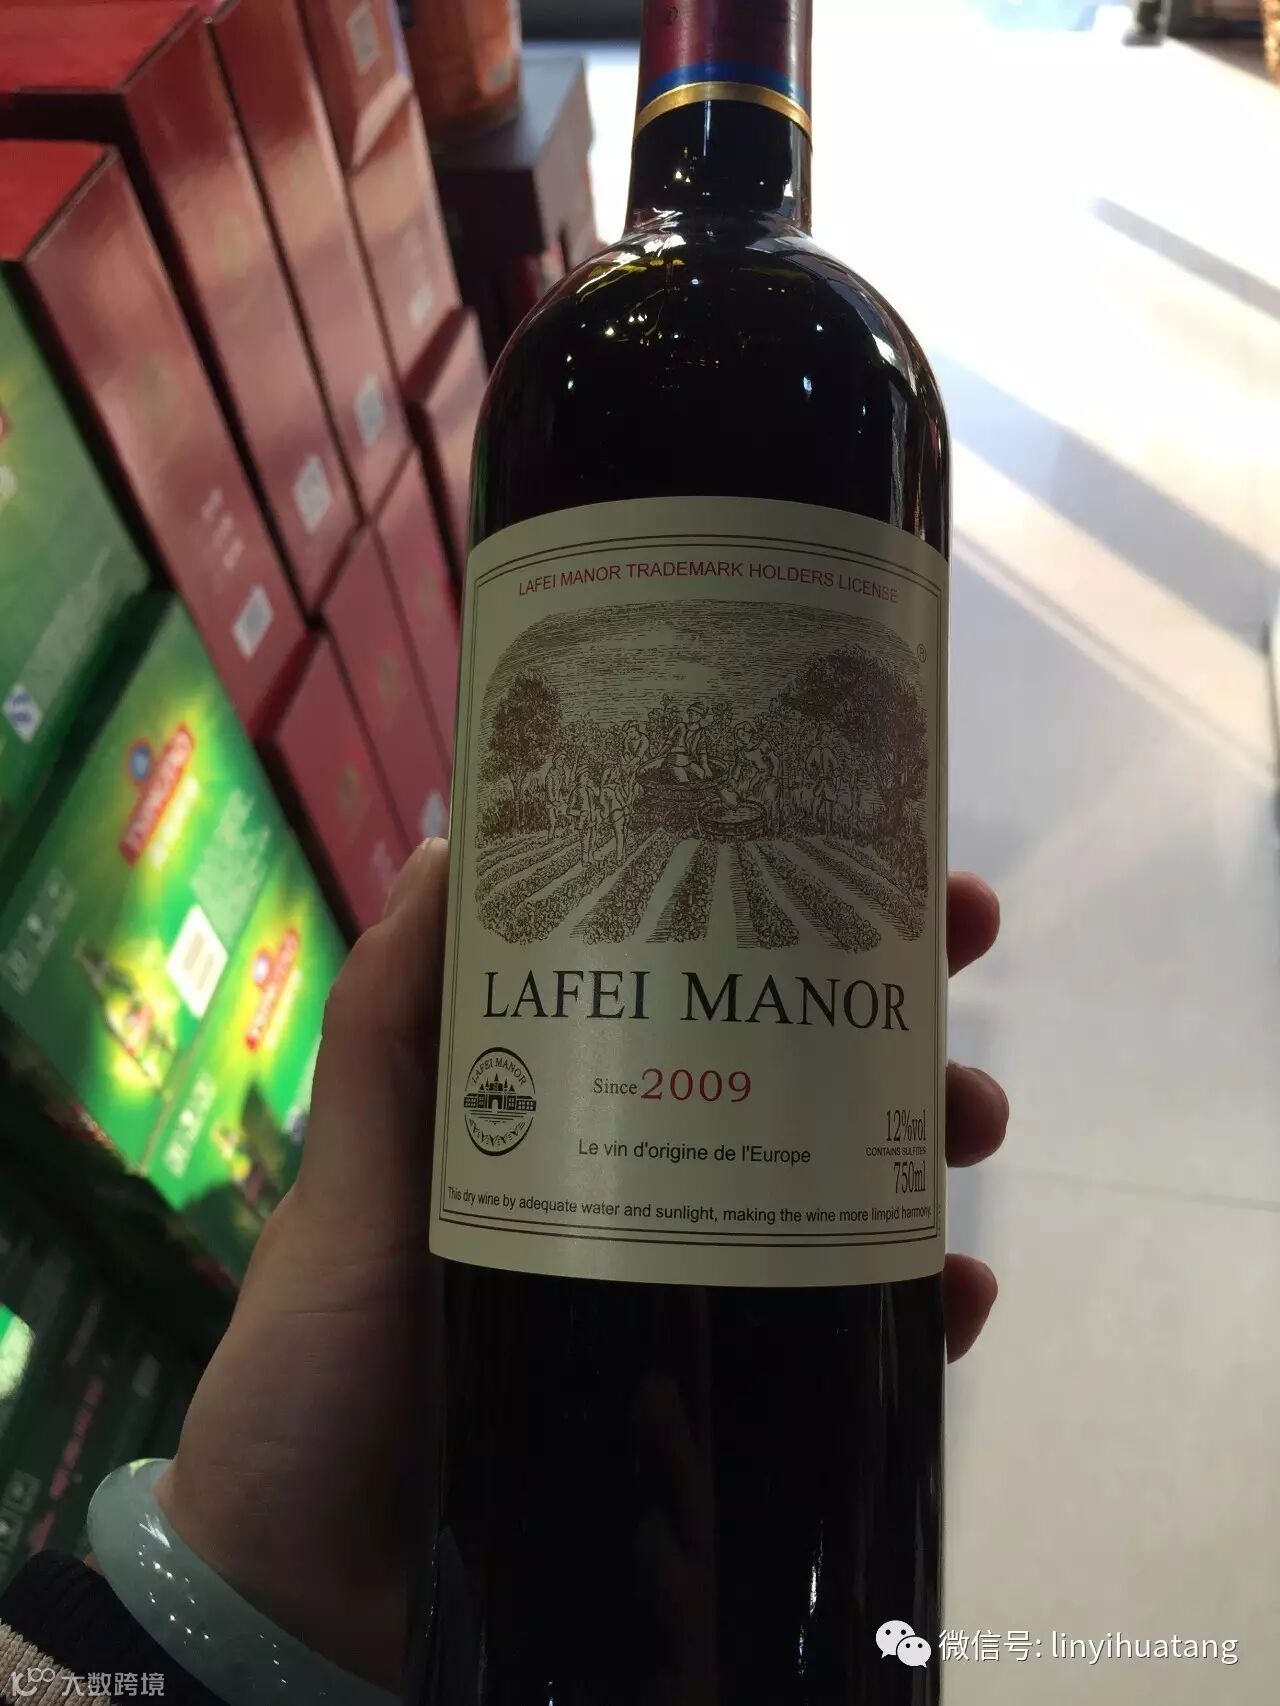 LAFEI MANOR TRADEMARK HOLDERS LICENSE
®
LAFEI MANOR
LAFEI MANOR
Since 2009
Le vin d'origine de l'Europe
12%vol
CONTAINS SULFITES
750ml
This dry wine by adequate water and sunlight, making the wine more limpid harmony.
微信号: linyihuatang
大数跨境